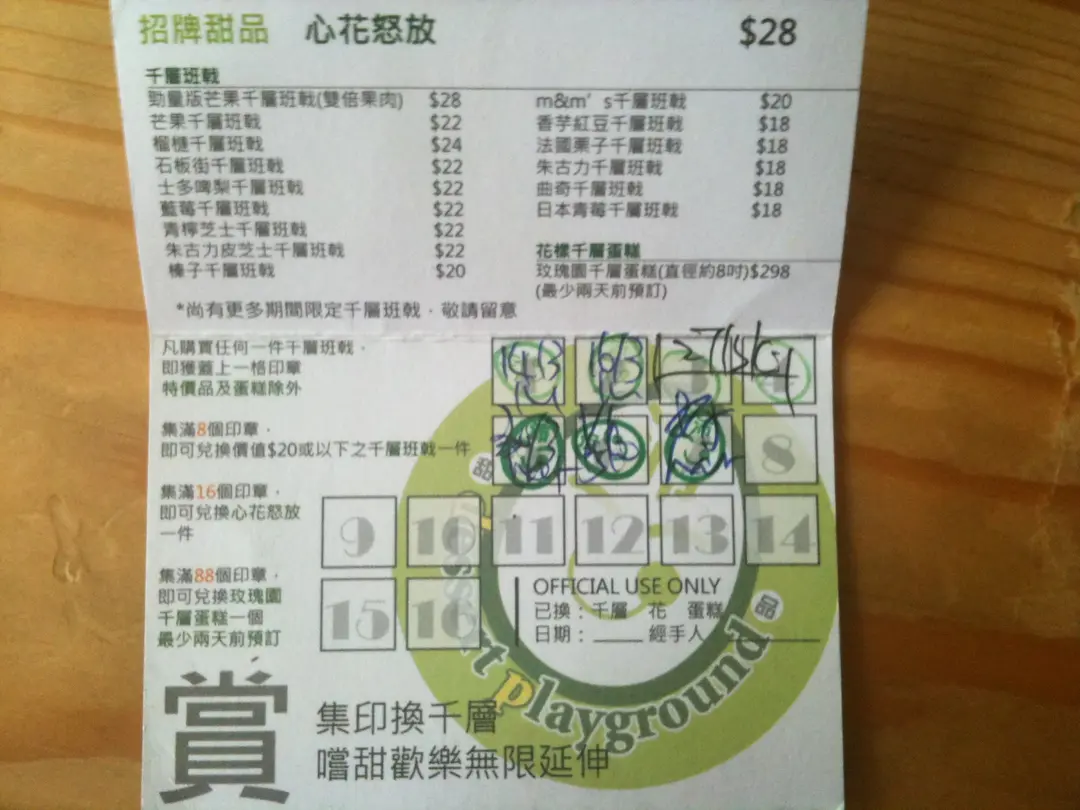 招牌甜品 心花怒放 $28
千層班戟
勁量版芒果千層班戟(雙倍果肉) $28
芒果千層班戟 $22
榴槤千層班戟 $24
石板街千層班戟 $22
士多啤梨千層班戟 $22
藍莓千層班戟 $22
青檸芝士千層班戟 $22
朱古力皮芝士千層班戟 $22
榛子千層班戟 $20
m&m's千層班戟 $20
香芋紅豆千層班戟 $18
法國栗子千層班戟 $18
朱古力千層班戟 $18
曲奇千層班戟 $18
日本青莓千層班戟 $18
花樣千層蛋糕
玫瑰園千層蛋糕(直徑約8吋)$298
(最少兩天前預訂)
*尚有更多期間限定千層班戟，敬請留意
凡購買任何一件千層班戟，
即獲蓋上一格印章
特價品及蛋糕除外
集滿8個印章，
即可兌換價值$20或以下之千層班戟一件
集滿16個印章，
即可兌換心花怒放
一件
集滿88個印章，
即可兌換玫瑰園
千層蛋糕一個
最少兩天前預訂
8
9 10 11 12 13 14
15 16
OFFICIAL USE ONLY
已換：千層 花 蛋糕
日期：_____ 經手人_____
甜
品
playground
賞
集印換千層
嚐甜歡樂無限延伸